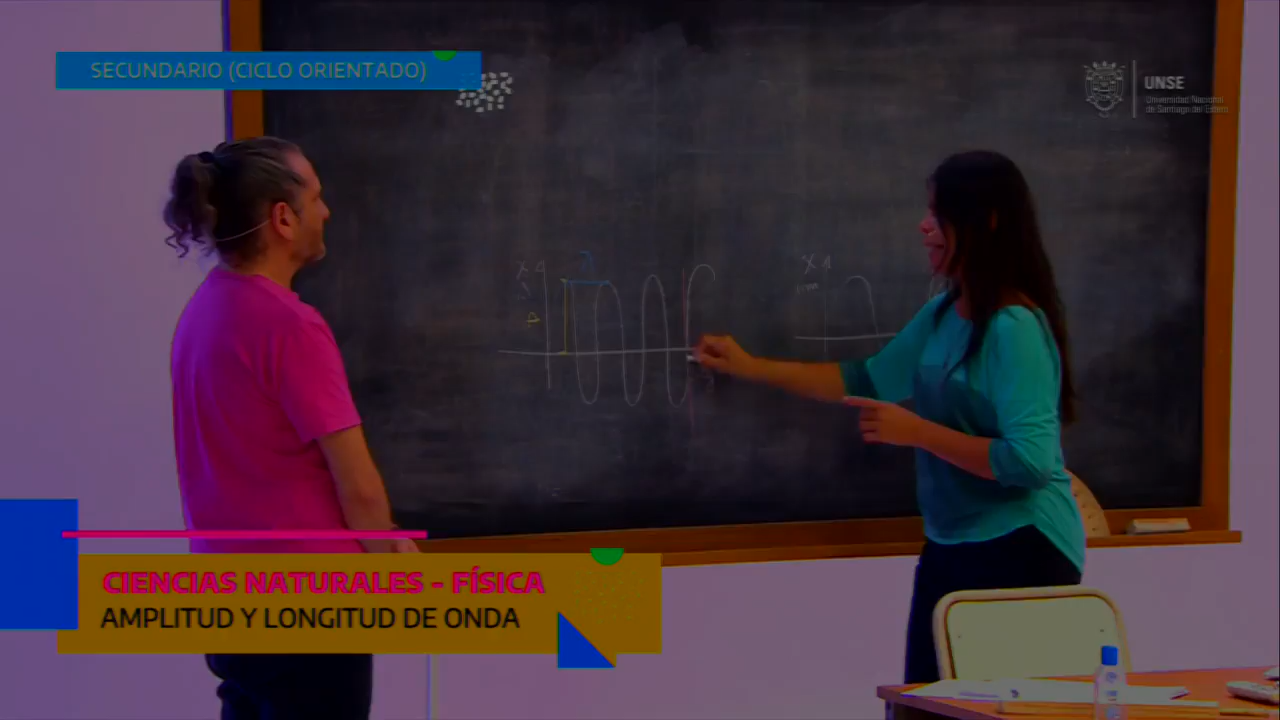 SECUNDARIO (CICLO ORIENTADO)
UNSE
Universidad Nacional
de Santiago del Estero
X
λ
A
X
CIENCIAS NATURALES - FÍSICA
AMPLITUD Y LONGITUD DE ONDA